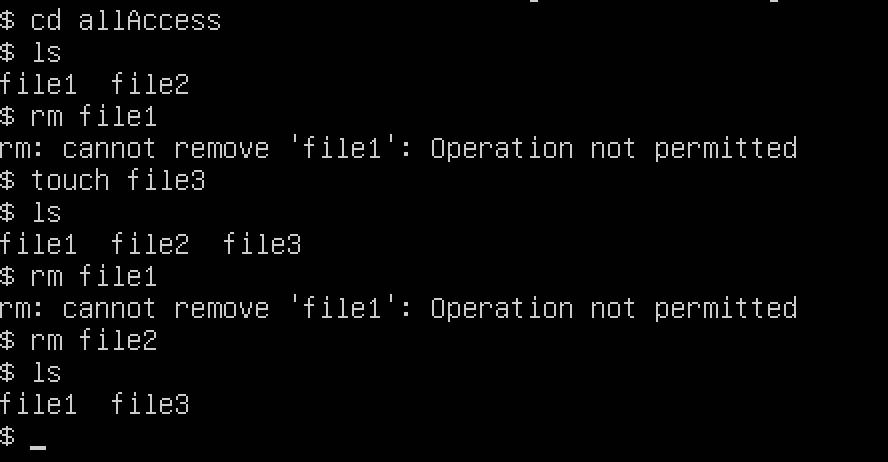 $ cd allAccess
$ ls
file1  file2
$ rm file1
rm: cannot remove 'file1': Operation not permitted
$ touch file3
$ ls
file1  file2  file3
$ rm file1
rm: cannot remove 'file1': Operation not permitted
$ rm file2
$ ls
file1  file3
$ _